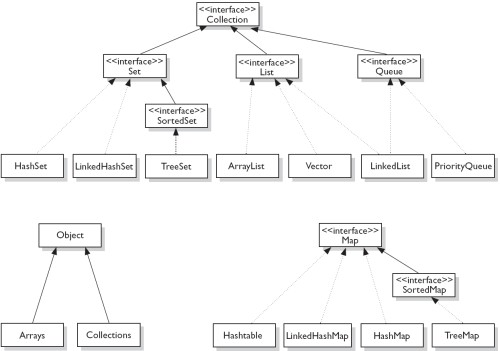 <<interface>>
Collection
<<interface>>
Set
<<interface>>
List
<<interface>>
Queue
<<interface>>
SortedSet
HashSet
LinkedHashSet
TreeSet
ArrayList
Vector
LinkedList
PriorityQueue
Object
<<interface>>
Map
<<interface>>
SortedMap
Arrays
Collections
Hashtable
LinkedHashMap
HashMap
TreeMap